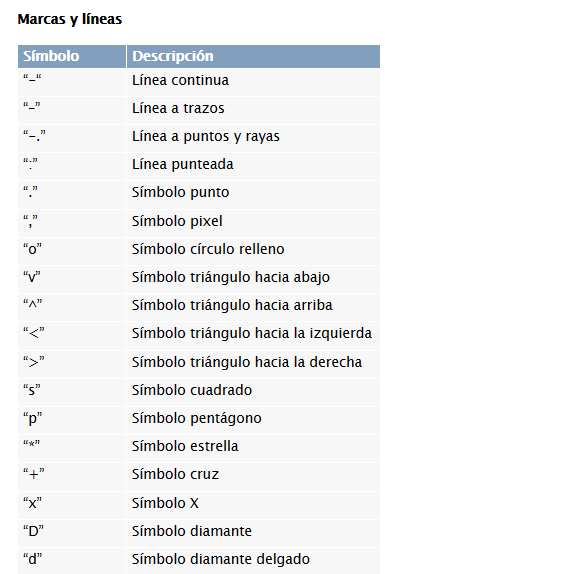 Marcas y líneas
Símbolo Descripción
“-“ Línea continua
“–” Línea a trazos
“-.” Línea a puntos y rayas
“:” Línea punteada
“.” Símbolo punto
“,” Símbolo pixel
“o” Símbolo círculo relleno
“v” Símbolo triángulo hacia abajo
“^” Símbolo triángulo hacia arriba
“<” Símbolo triángulo hacia la izquierda
“>” Símbolo triángulo hacia la derecha
“s” Símbolo cuadrado
“p” Símbolo pentágono
“*” Símbolo estrella
“+” Símbolo cruz
“x” Símbolo X
“D” Símbolo diamante
“d” Símbolo diamante delgado